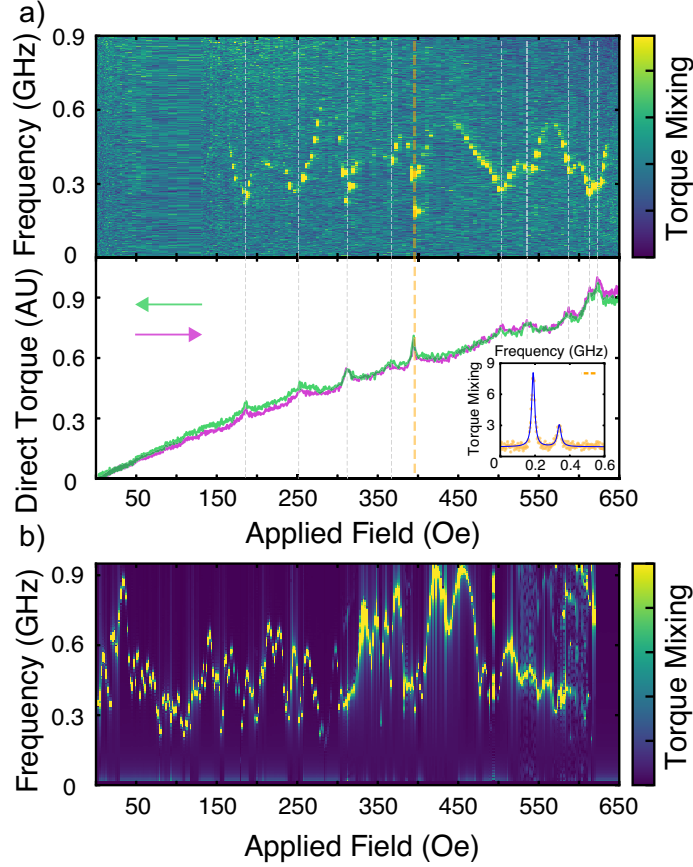 a)
0.9
0.6
0.3
0
Frequency (GHz)
Torque Mixing
0.9
0.6
0.3
0
Direct Torque (AU)
Frequency (GHz)
9
6
3
Torque Mixing
0 0.2 0.4 0.6
50 150 250 350 450 550 650
Applied Field (Oe)
b)
0.9
0.6
0.3
0
Frequency (GHz)
Torque Mixing
50 150 250 350 450 550 650
Applied Field (Oe)